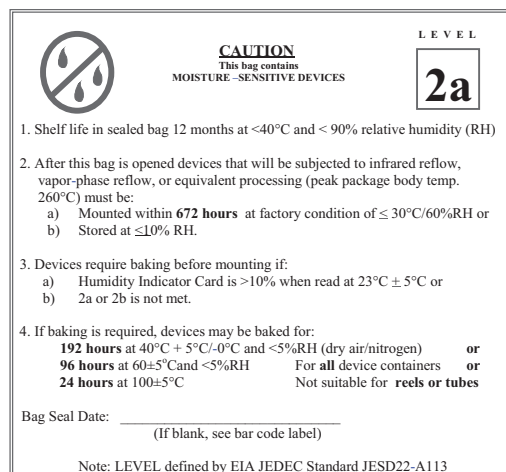 L E V E L
CAUTION
This bag contains
MOISTURE –SENSITIVE DEVICES
2a
1. Shelf life in sealed bag 12 months at <40°C and < 90% relative humidity (RH)
2. After this bag is opened devices that will be subjected to infrared reflow,
vapor-phase reflow, or equivalent processing (peak package body temp.
260°C) must be:
a) Mounted within 672 hours at factory condition of ≤ 30°C/60%RH or
b) Stored at ≤10% RH.
3. Devices require baking before mounting if:
a) Humidity Indicator Card is >10% when read at 23°C ± 5°C or
b) 2a or 2b is not met.
4. If baking is required, devices may be baked for:
192 hours at 40°C + 5°C/-0°C and <5%RH (dry air/nitrogen) or
96 hours at 60±5°Cand <5%RH For all device containers or
24 hours at 100±5°C Not suitable for reels or tubes
Bag Seal Date: ______________________________
(If blank, see bar code label)
Note: LEVEL defined by EIA JEDEC Standard JESD22-A113